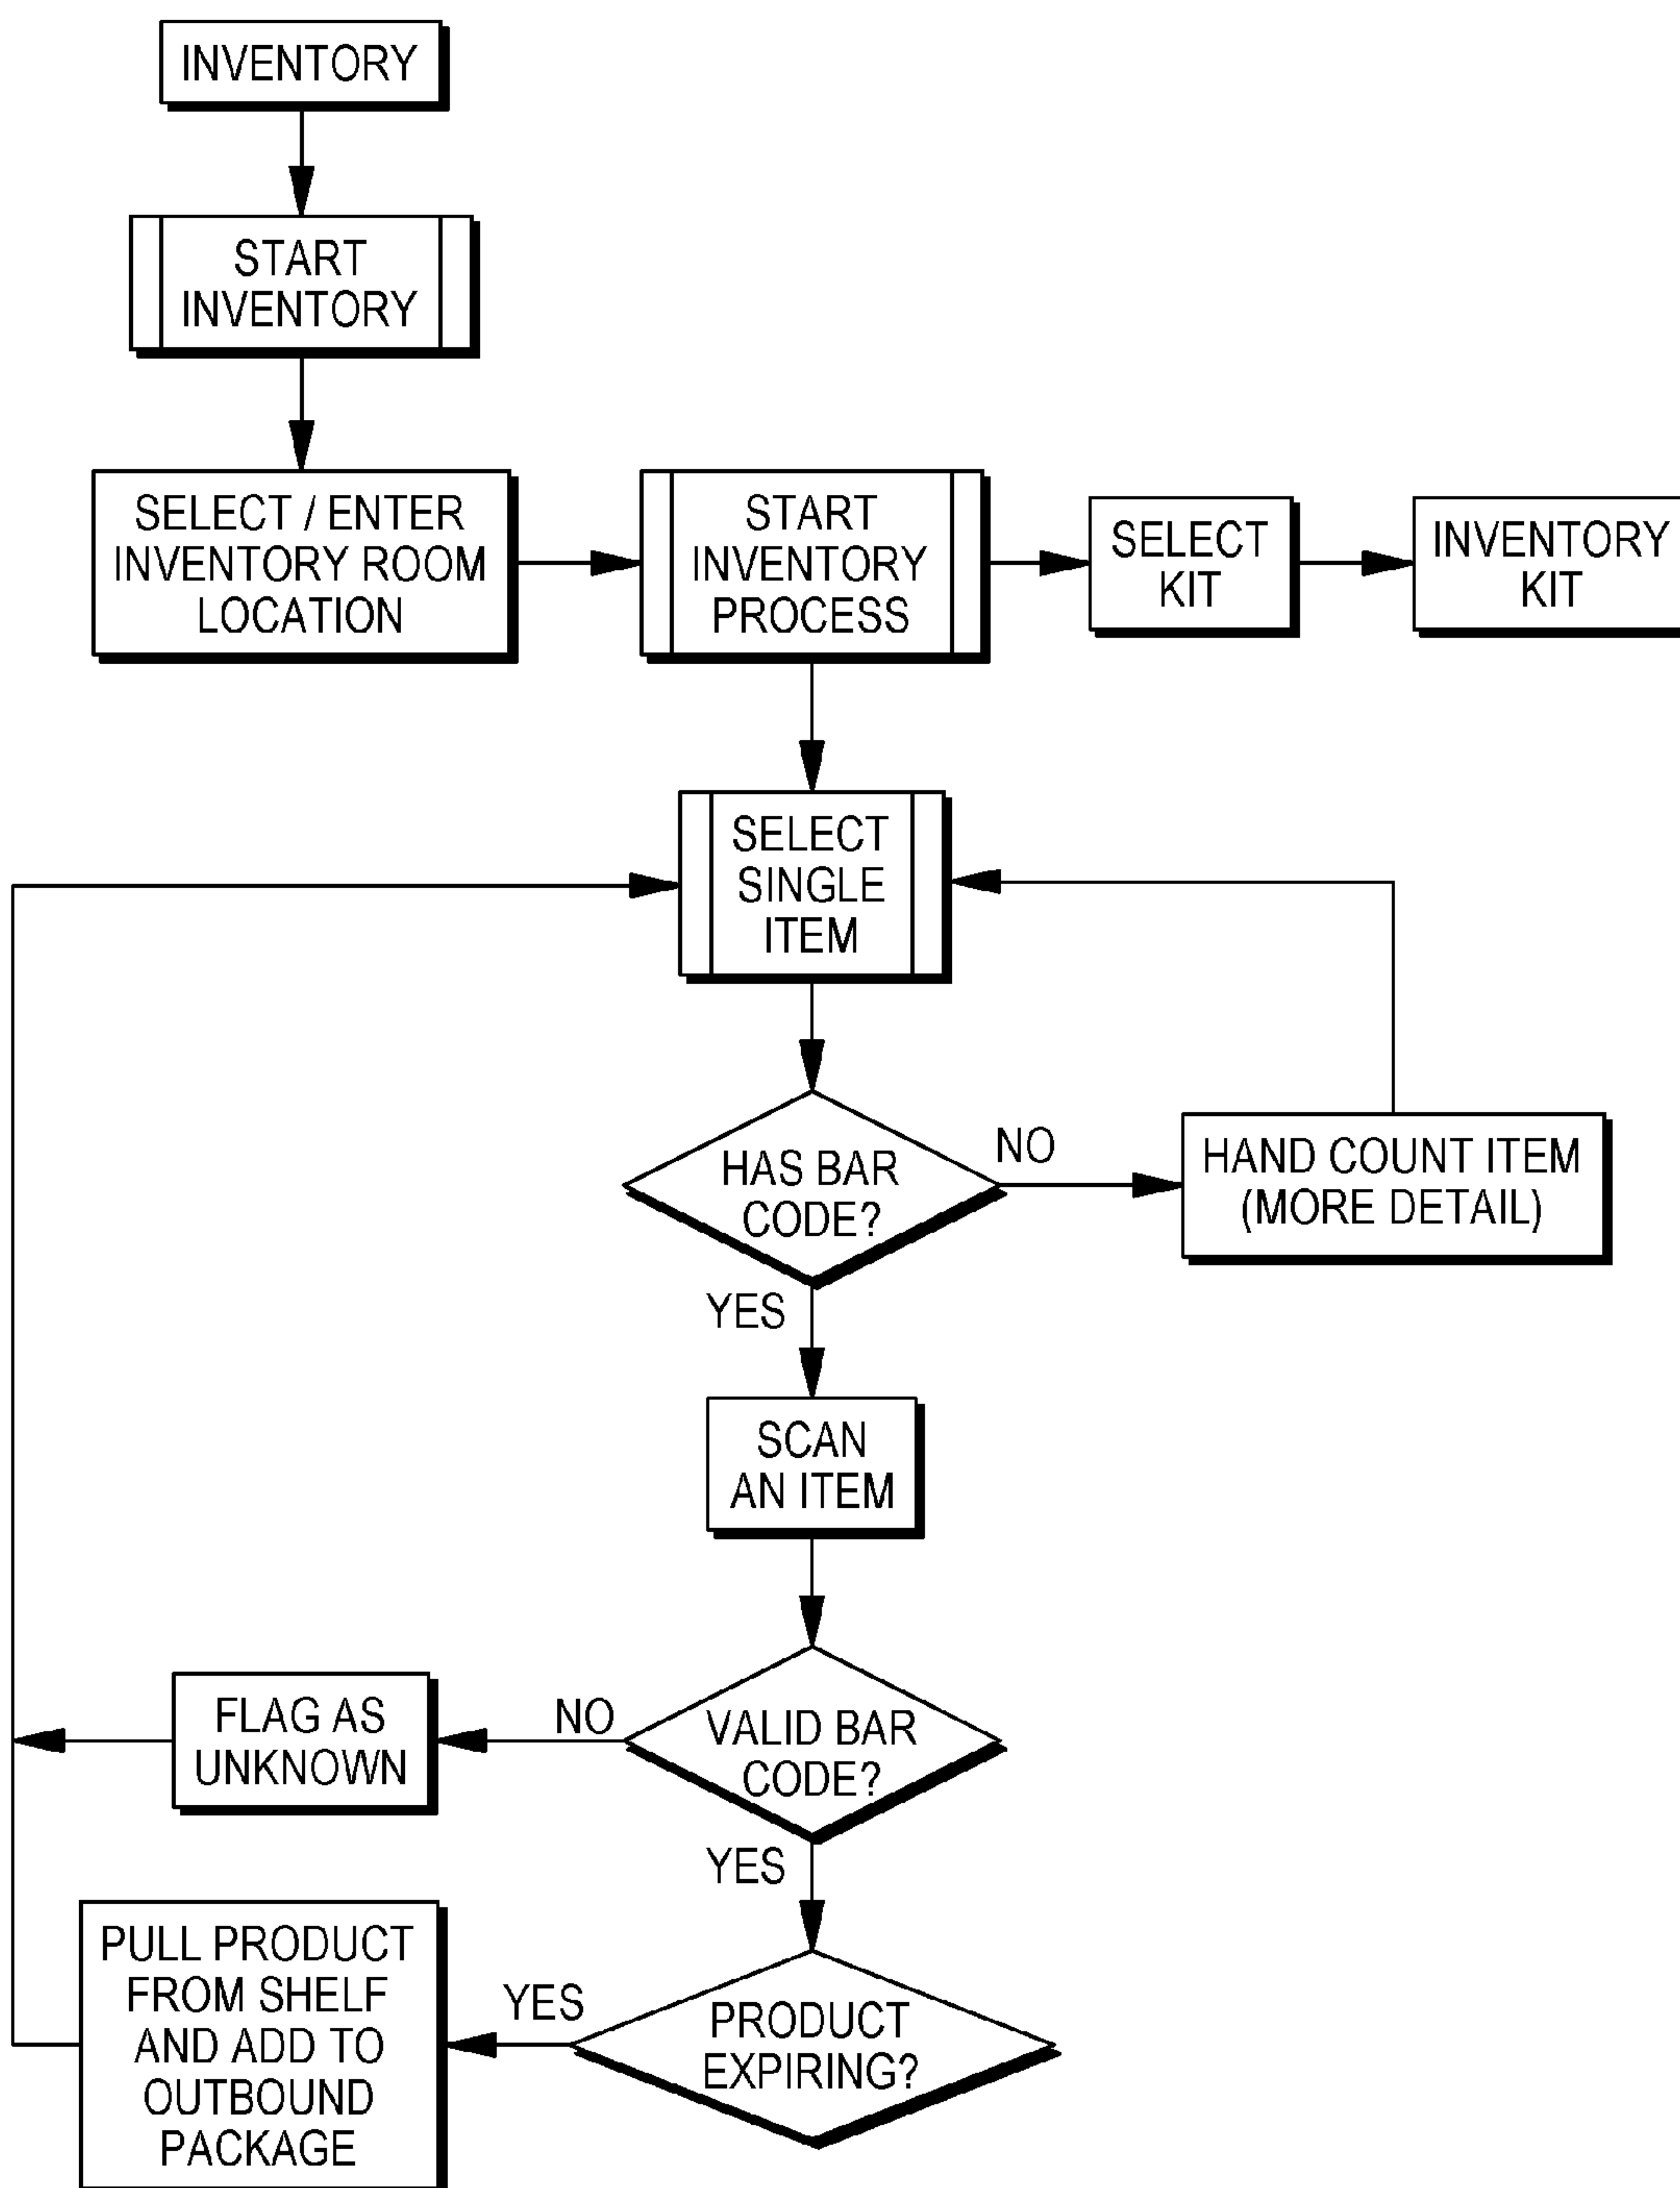 INVENTORY
START
INVENTORY
SELECT / ENTER
INVENTORY ROOM
LOCATION
START
INVENTORY
PROCESS
SELECT
KIT
INVENTORY
KIT
SELECT
SINGLE
ITEM
HAS BAR
CODE?
NO
HAND COUNT ITEM
(MORE DETAIL)
YES
SCAN
AN ITEM
VALID BAR
CODE?
NO
FLAG AS
UNKNOWN
YES
PRODUCT
EXPIRING?
YES
PULL PRODUCT
FROM SHELF
AND ADD TO
OUTBOUND
PACKAGE